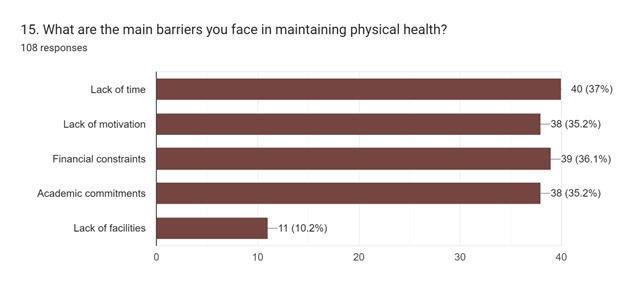 15. What are the main barriers you face in maintaining physical health?
108 responses
Lack of time 40 (37%)
Lack of motivation 38 (35.2%)
Financial constraints 39 (36.1%)
Academic commitments 38 (35.2%)
Lack of facilities 11 (10.2%)
0 10 20 30 40